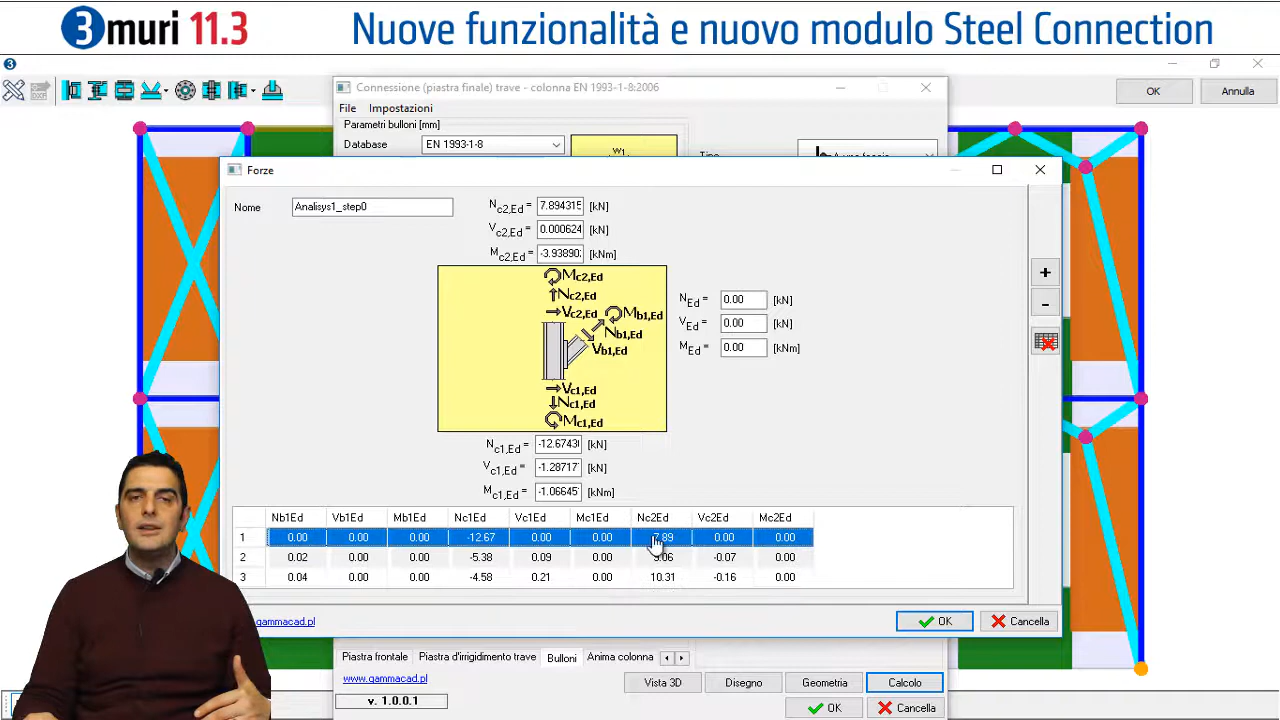 3muri 11.3 Nuove funzionalità e nuovo modulo Steel Connection
3
OK Annulla
Connessione (piastra finale) trave - colonna EN 1993-1-8:2006
File Impostazioni
Parametri bulloni [mm]
Database EN 1993-1-8
Forze
Nome Analisys1_step0
Nc2,Ed = 7.894315 [kN]
Vc2,Ed = 0.000624 [kN]
Mc2,Ed = [kNm]
Mc2,Ed
Nc2,Ed
Vc2,Ed Mb1,Ed
Nb1,Ed
Vb1,Ed
Vc1,Ed
Nc1,Ed
Mc1,Ed
NEd = 0.00 [kN]
VEd = 0.00 [kN]
MEd = 0.00 [kNm]
+
-
Nc1,Ed = [kN]
Vc1,Ed = -1.28717 [kN]
Mc1,Ed = -1.06645 [kNm]
Nb1Ed Vb1Ed Mb1Ed Nc1Ed Vc1Ed Mc1Ed Nc2Ed Vc2Ed Mc2Ed
1 0.00 0.00 0.00 -12.67 0.00 0.00 7.89 0.00 0.00
2 0.02 0.00 0.00 -5.38 0.09 0.00 -0.07 0.00
3 0.04 0.00 0.00 -4.58 0.21 0.00 10.31 -0.16 0.00
gammacad.pl
OK Cancella
Piastra frontale Piastra d'irrigidimento trave Bulloni Anima colonna
www.gammacad.pl
Vista 3D Disegno Geometria Calcolo
v. 1.0.0.1
OK Cancella